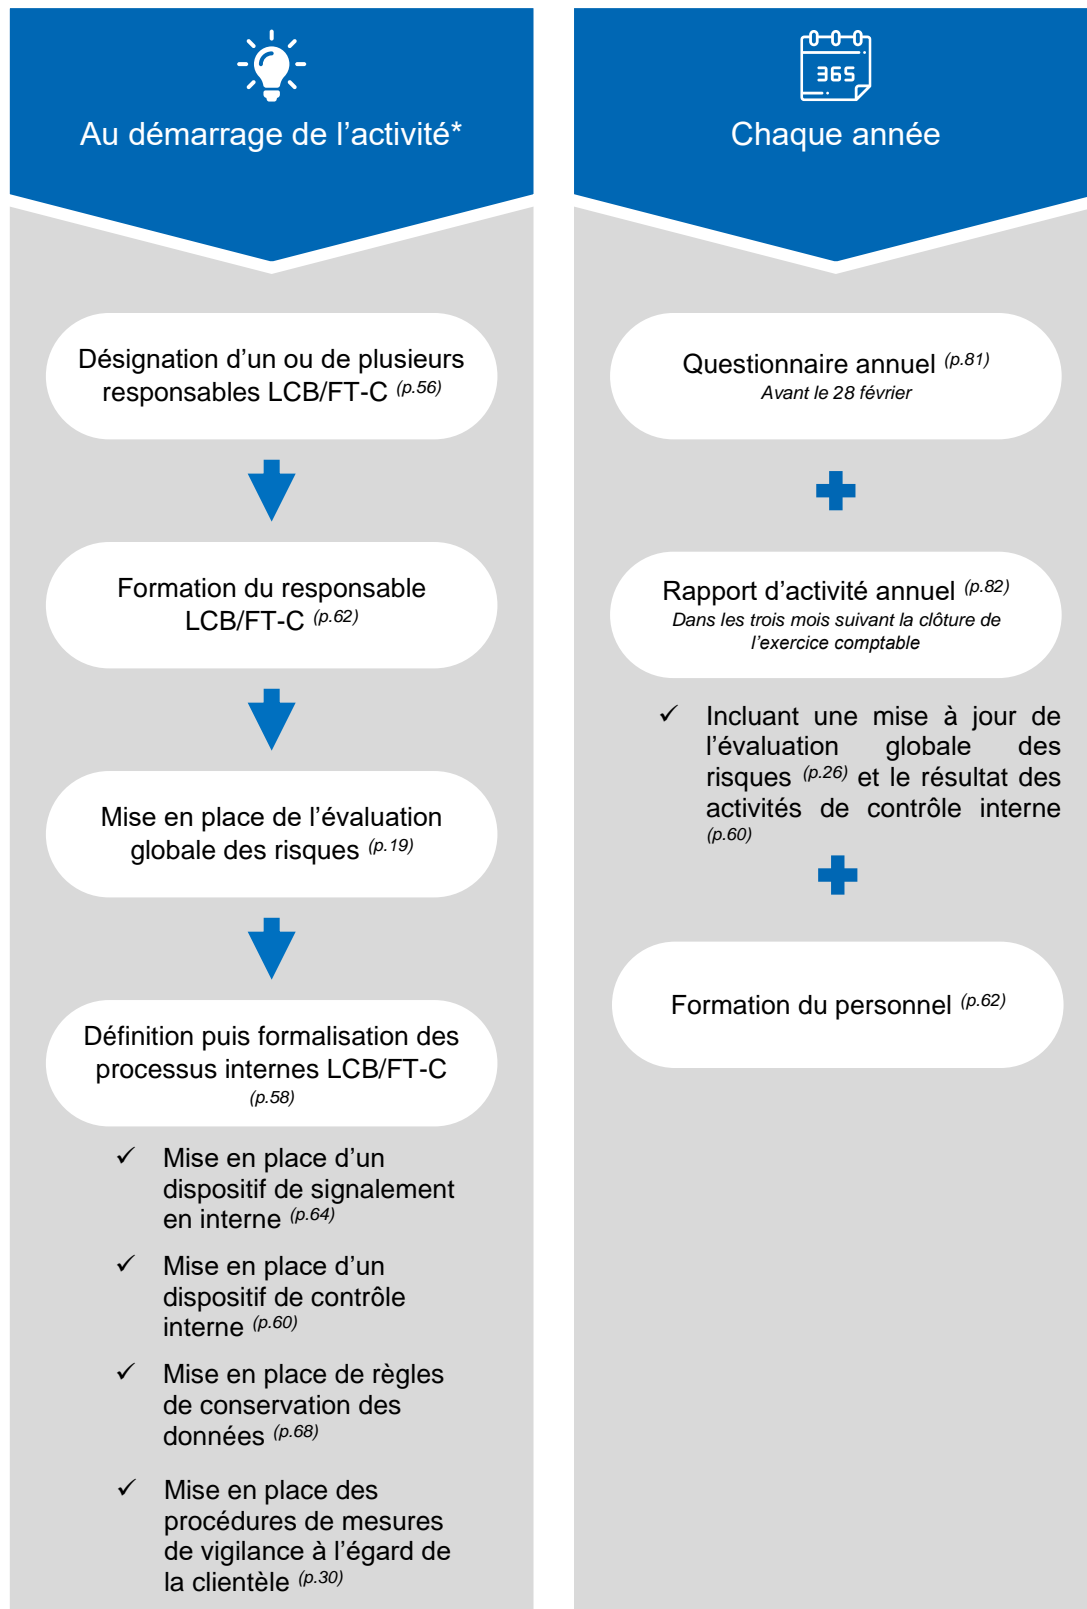 Au démarrage de l’activité*
Désignation d’un ou de plusieurs
responsables LCB/FT-C (p.56)
Formation du responsable
LCB/FT-C (p.62)
Mise en place de l’évaluation
globale des risques (p.19)
Définition puis formalisation des
processus internes LCB/FT-C
(p.58)
✓ Mise en place d’un
dispositif de signalement
en interne (p.64)
✓ Mise en place d’un
dispositif de contrôle
interne (p.60)
✓ Mise en place de règles
de conservation des
données (p.68)
✓ Mise en place des
procédures de mesures
de vigilance à l’égard de
la clientèle (p.30)
365
Chaque année
Questionnaire annuel (p.81)
Avant le 28 février
Rapport d’activité annuel (p.82)
Dans les trois mois suivant la clôture de
l’exercice comptable
✓ Incluant une mise à jour de
l’évaluation globale des
risques (p.26) et le résultat des
activités de contrôle interne
(p.60)
Formation du personnel (p.62)